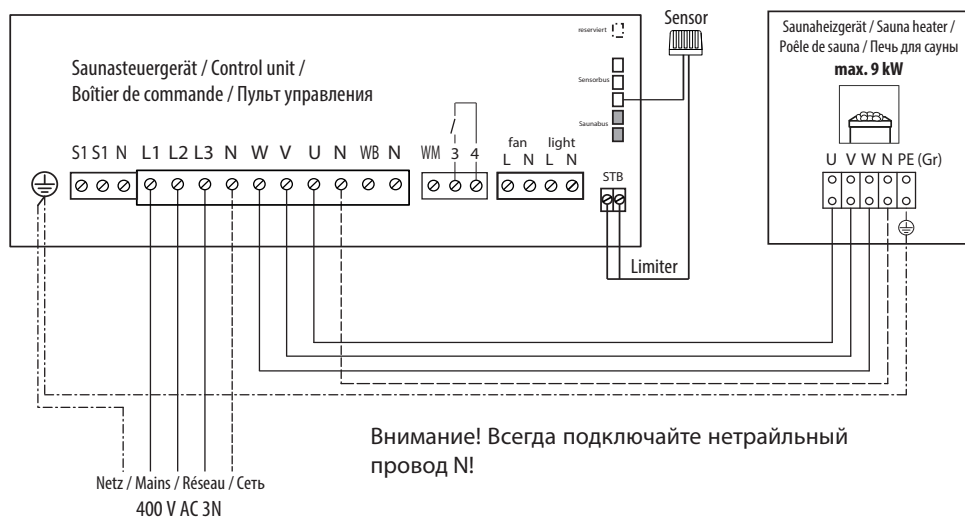 reserviert
Sensor
Saunasteuergerät / Control unit /
Boîtier de commande / Пульт управления
Sensorbus
Saunabus
Saunaheizgerät / Sauna heater /
Poêle de sauna / Печь для сауны
max. 9 kW
S1 S1 N L1 L2 L3 N W V U N WB N WM 3 4
fan light
L N L N
STB
U V W N PE (Gr)
Limiter
Внимание! Всегда подключайте нетрайльный
провод N!
Netz / Mains / Réseau / Сеть
400 V AC 3N